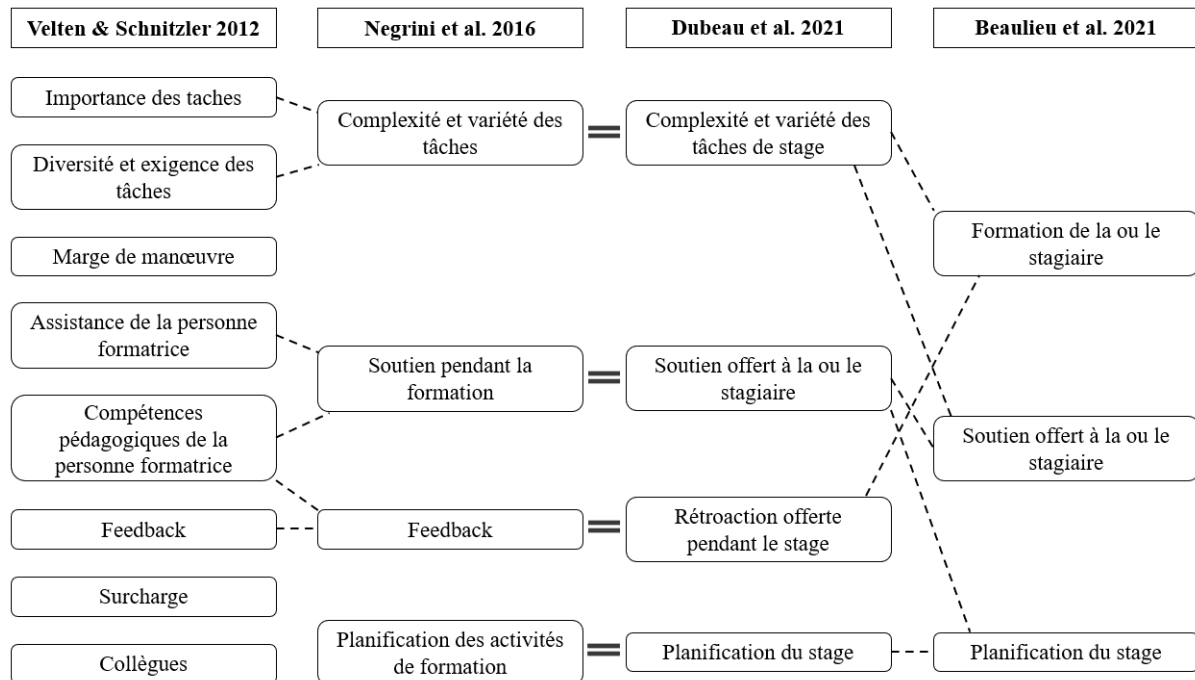 Velten & Schnitzler 2012
Negrini et al. 2016
Dubeau et al. 2021
Beaulieu et al. 2021
Importance des taches
Diversité et exigence des
tâches
Marge de manœuvre
Assistance de la personne
formatrice
Compétences
pédagogiques de la
personne formatrice
Feedback
Surcharge
Collègues
Complexité et variété des
tâches
Soutien pendant la
formation
Feedback
Planification des activités
de formation
Complexité et variété des
tâches de stage
Soutien offert à la ou le
stagiaire
Rétroaction offerte
pendant le stage
Planification du stage
Formation de la ou le
stagiaire
Soutien offert à la ou le
stagiaire
Planification du stage